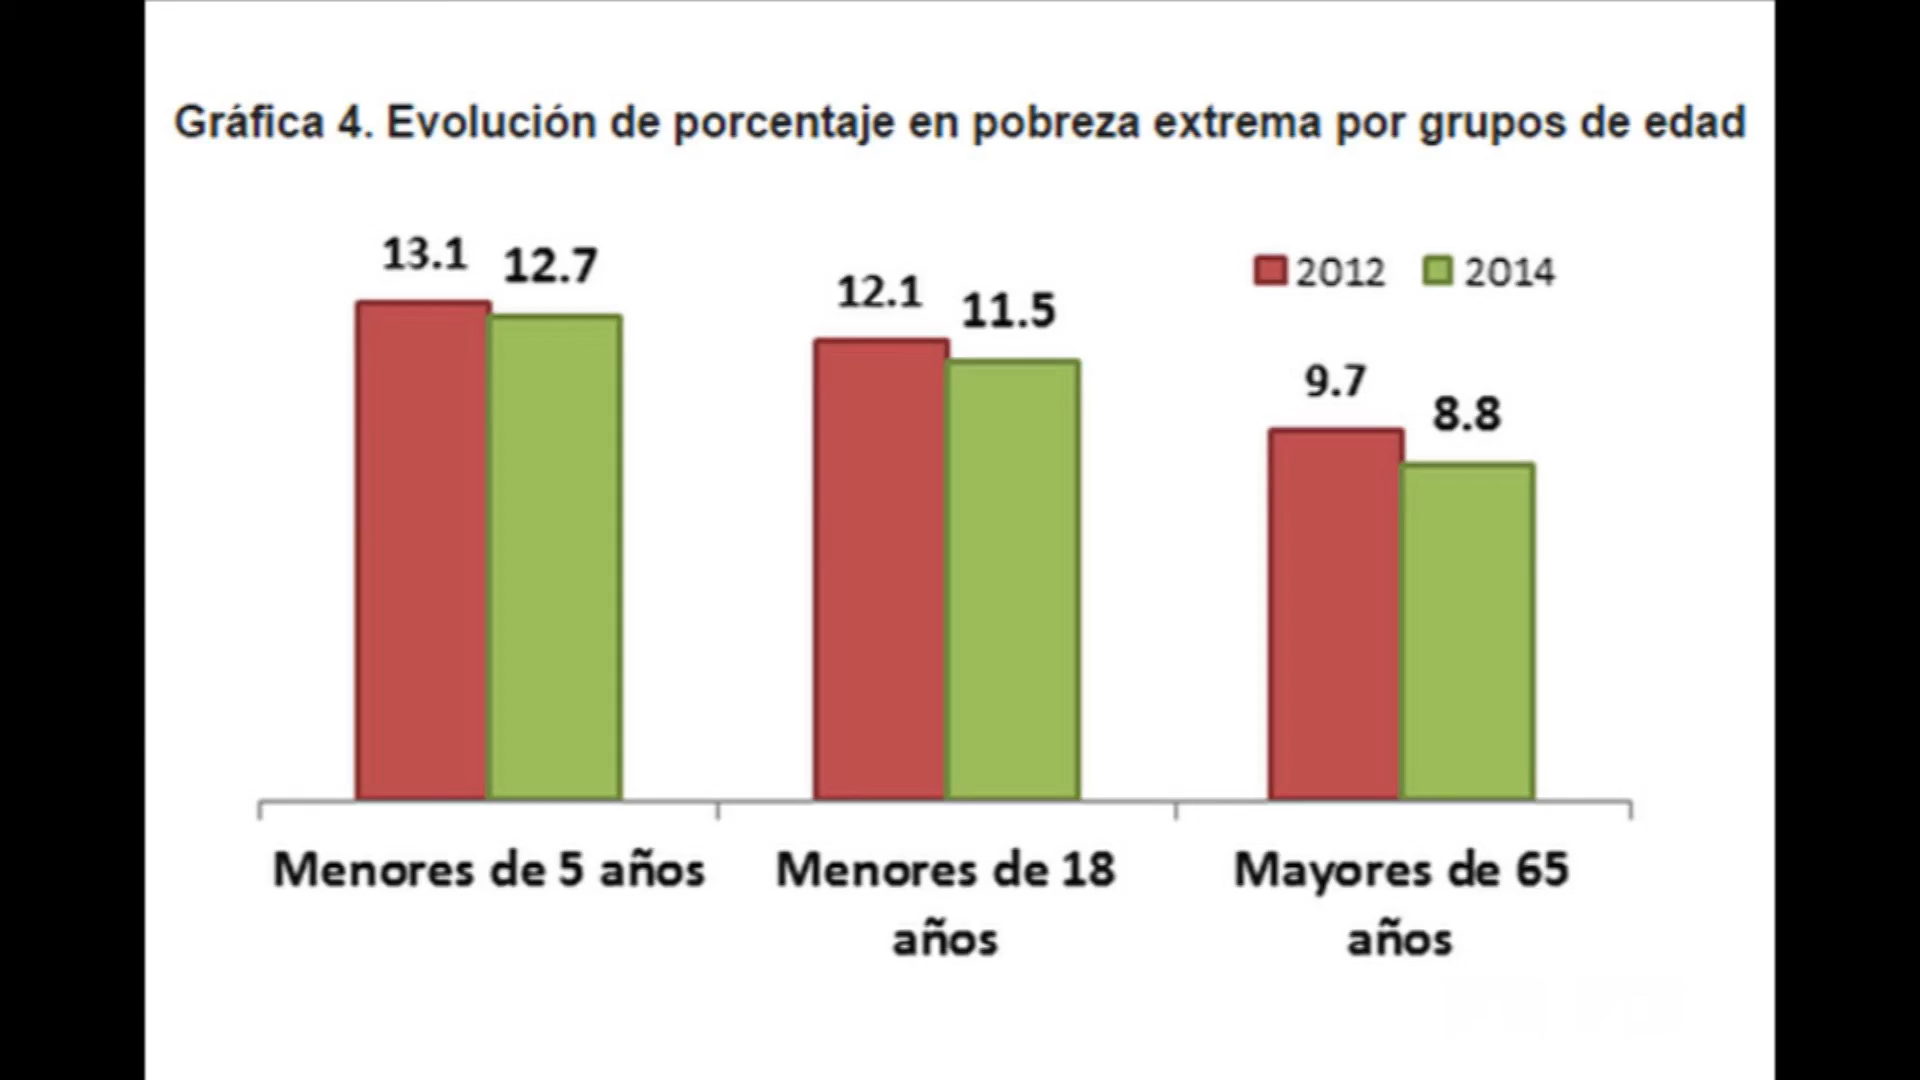 Gráfica 4. Evolución de porcentaje en pobreza extrema por grupos de edad
13.1
12.7
12.1
11.5
2012
2014
9.7
8.8
Menores de 5 años
Menores de 18
años
Mayores de 65
años